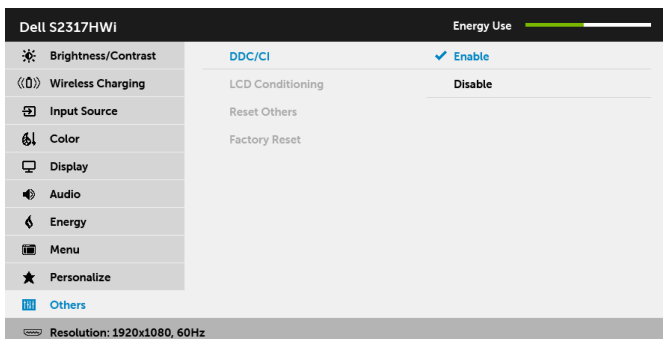 Dell S2317HWi Energy Use
Brightness/Contrast DDC/CI Enable
Wireless Charging LCD Conditioning Disable
Input Source Reset Others
Color Factory Reset
Display
Audio
Energy
Menu
Personalize
Others
Resolution: 1920x1080, 60Hz